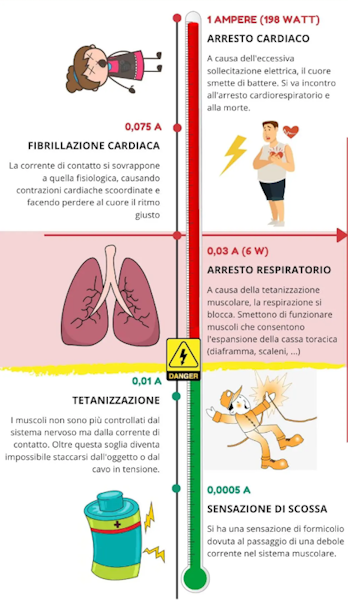 1 AMPERE (198 WATT)
ARRESTO CARDIACO
A causa dell'eccessiva
sollecitazione elettrica, il cuore
smette di battere. Si va incontro
all'arresto cardiorespiratorio e
alla morte.
0,075 A
FIBRILLAZIONE CARDIACA
La corrente di contatto si sovrappone
a quella fisiologica, causando
contrazioni cardiache scoordinate e
facendo perdere al cuore il ritmo
giusto
0,03 A (6 W)
ARRESTO RESPIRATORIO
A causa della tetanizzazione
muscolare, la respirazione si
blocca. Smettono di funzionare
muscoli che consentono
l'espansione della cassa toracica
(diaframma, scaleni, ...)
DANGER
0,01 A
TETANIZZAZIONE
I muscoli non sono più controllati dal
sistema nervoso ma dalla corrente di
contatto. Oltre questa soglia diventa
impossibile staccarsi dall'oggetto o dal
cavo in tensione.
0,0005 A
SENSAZIONE DI SCOSSA
Si ha una sensazione di formicolio
dovuta al passaggio di una debole
corrente nel sistema muscolare.